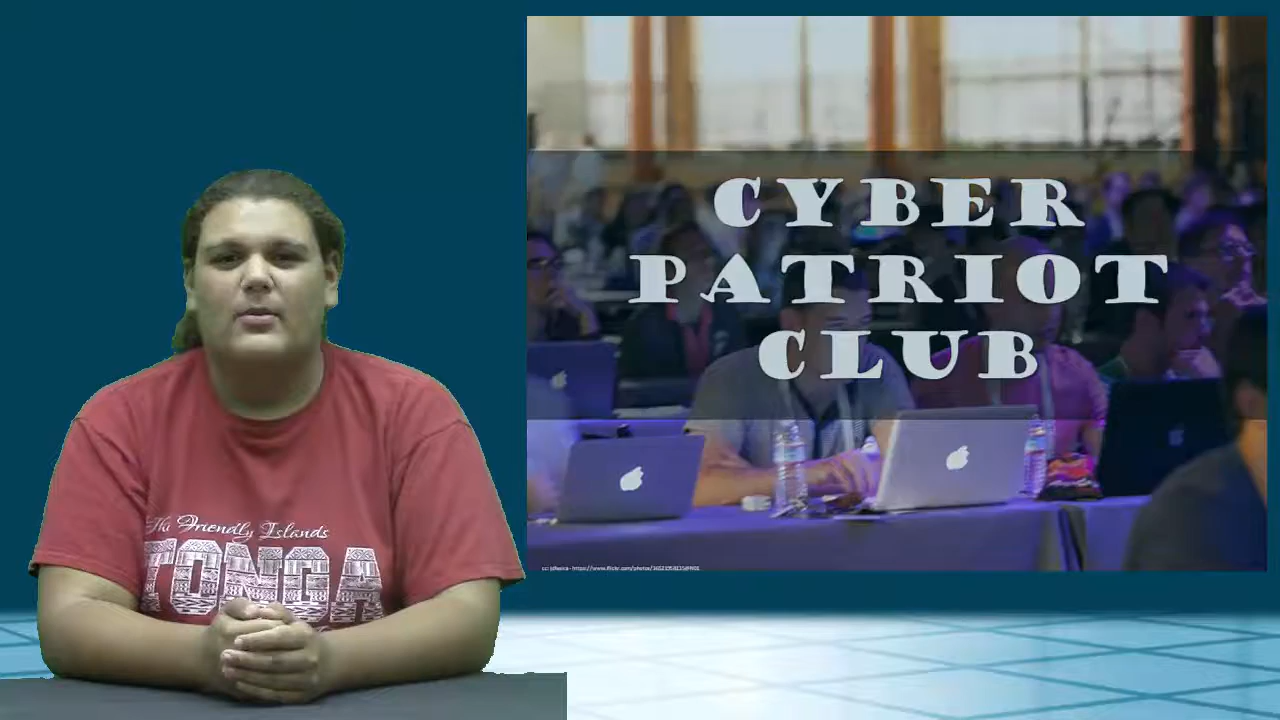 CYBER
PATRIOT
CLUB
The Friendly Islands
TONGA